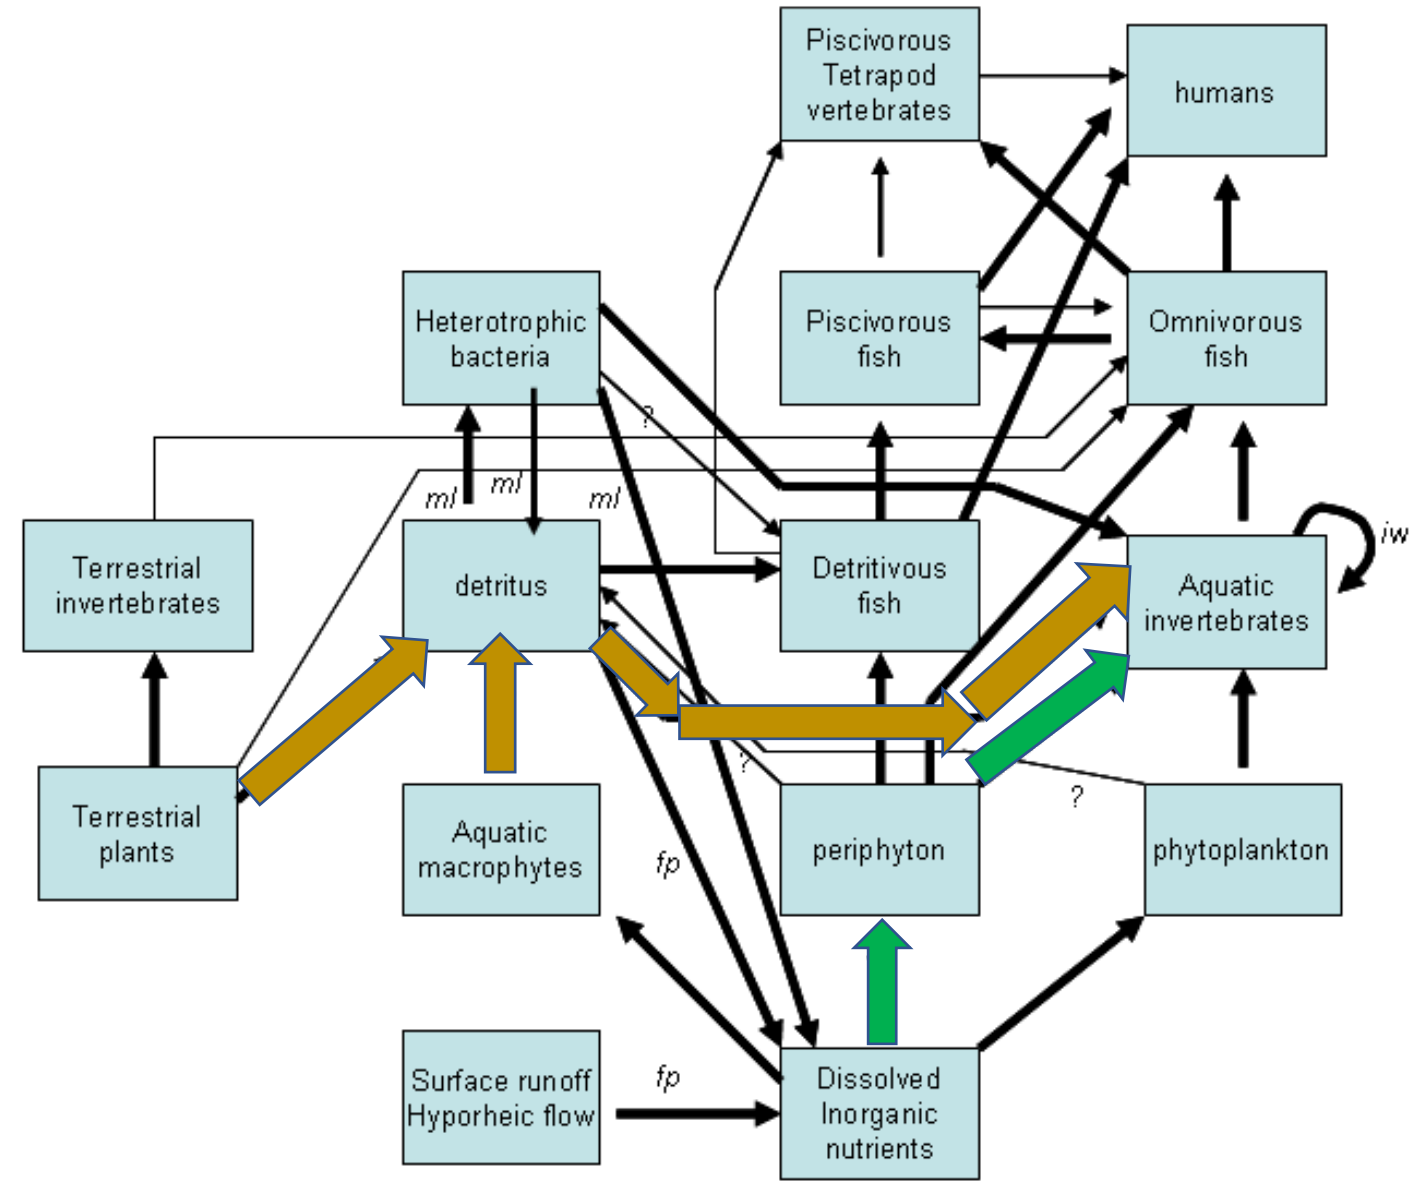 Piscivorous
Tetrapod
vertebrates
humans
Heterotrophic
bacteria
Piscivorous
fish
Omnivorous
fish
?
ml
ml
ml
iw
Terrestrial
invertebrates
detritus
Detritivous
fish
Aquatic
invertebrates
?
?
Terrestrial
plants
Aquatic
macrophytes
fp
periphyton
phytoplankton
Surface runoff
Hyporheic flow
fp
Dissolved
Inorganic
nutrients